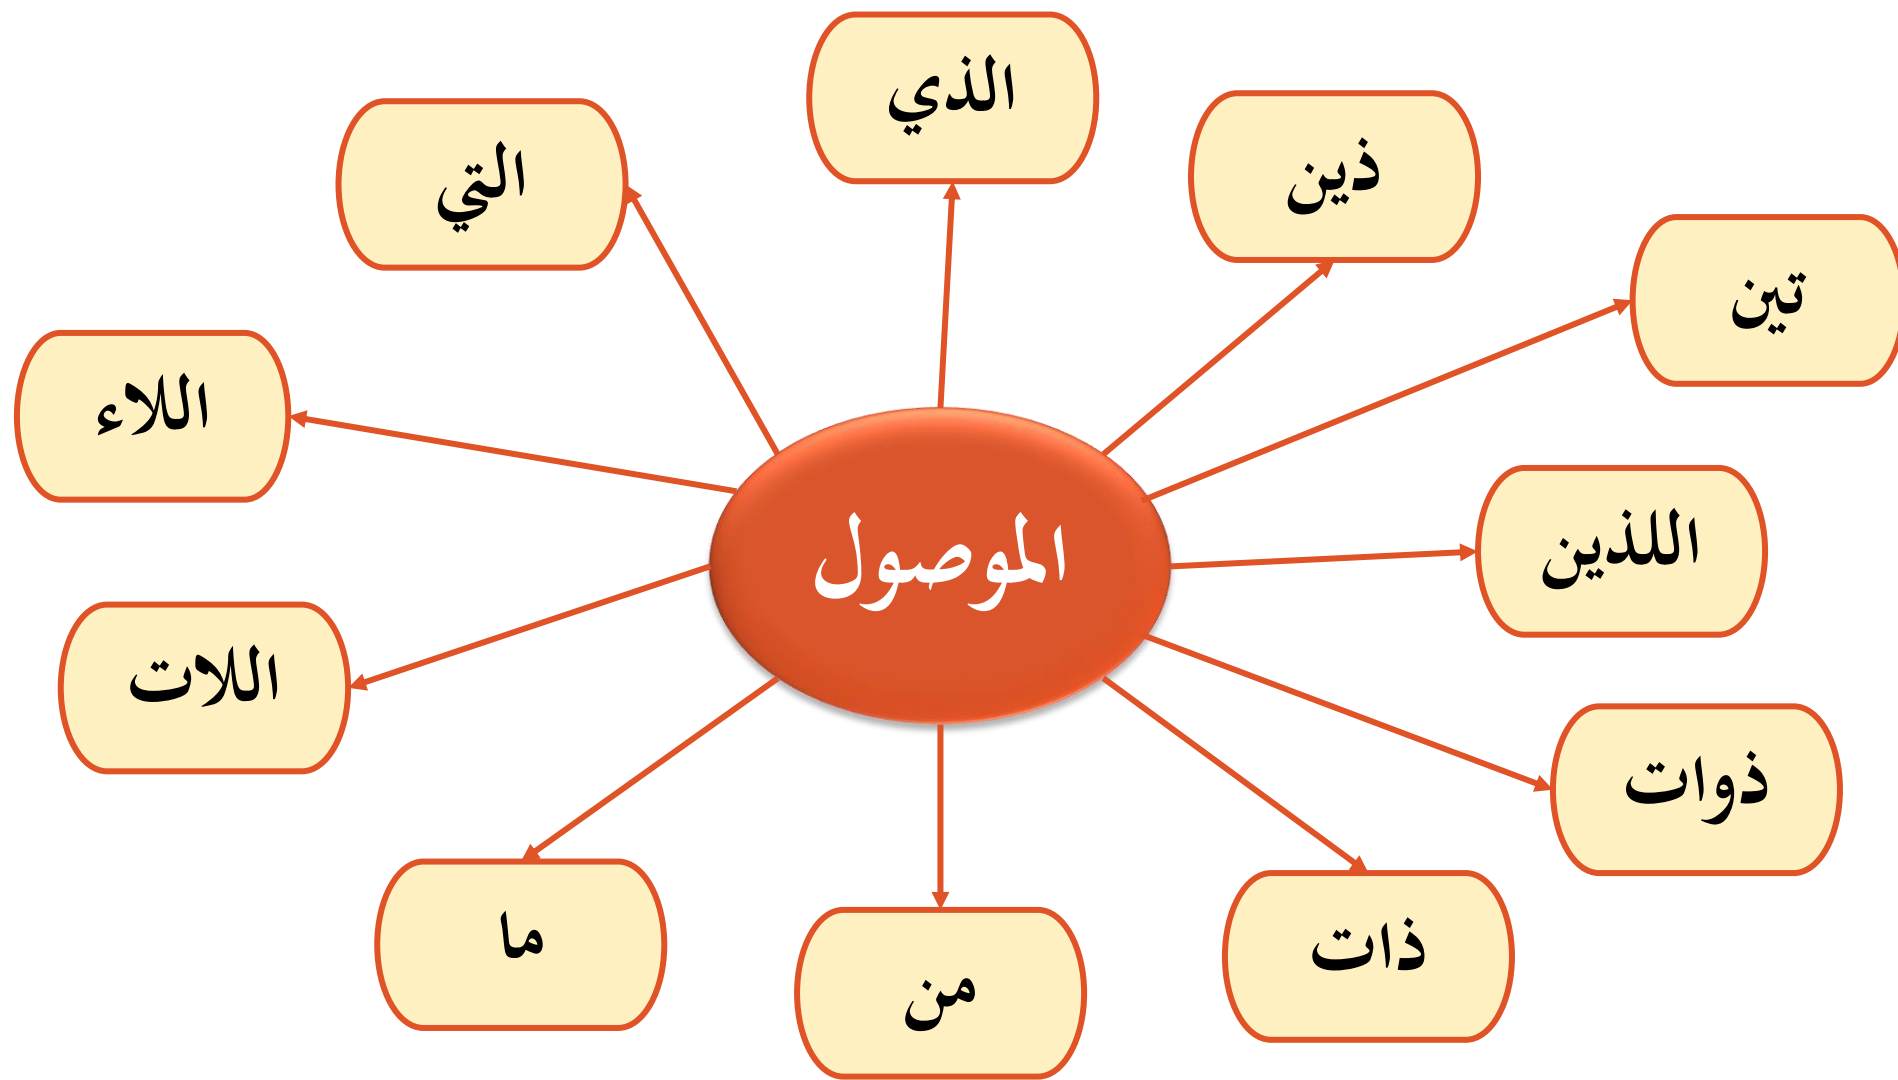 الذي
ذين
التي
تين
اللاء
اللذين
الموصول
اللات
ذوات
ما
ذات
من